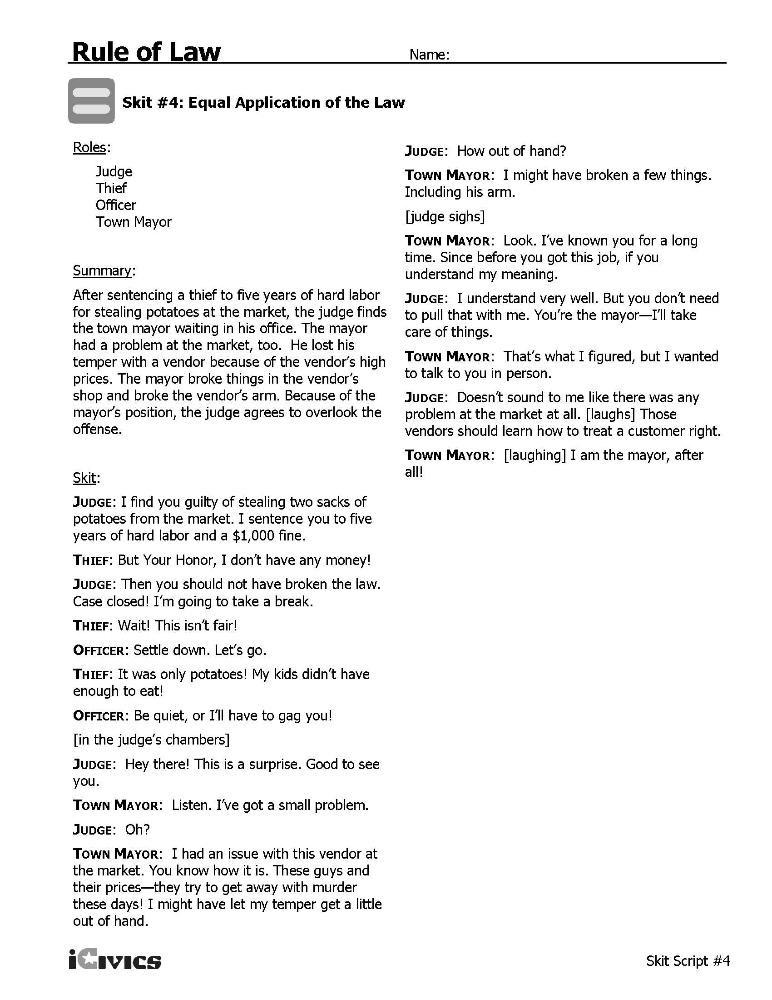 Rule of Law
Name:
Skit #4: Equal Application of the Law
Roles:
Judge
Thief
Officer
Town Mayor
Summary:
After sentencing a thief to five years of hard labor
for stealing potatoes at the market, the judge finds
the town mayor waiting in his office. The mayor
had a problem at the market, too.  He lost his
temper with a vendor because of the vendor’s high
prices. The mayor broke things in the vendor’s
shop and broke the vendor’s arm. Because of the
mayor’s position, the judge agrees to overlook the
offense.
Skit:
JUDGE: I find you guilty of stealing two sacks of
potatoes from the market. I sentence you to five
years of hard labor and a $1,000 fine.
THIEF: But Your Honor, I don’t have any money!
JUDGE: Then you should not have broken the law.
Case closed! I’m going to take a break.
THIEF: Wait! This isn’t fair!
OFFICER: Settle down. Let’s go.
THIEF: It was only potatoes! My kids didn’t have
enough to eat!
OFFICER: Be quiet, or I’ll have to gag you!
[in the judge’s chambers]
JUDGE:  Hey there! This is a surprise. Good to see
you.
TOWN MAYOR:  Listen. I’ve got a small problem.
JUDGE:  Oh?
TOWN MAYOR:  I had an issue with this vendor at
the market. You know how it is. These guys and
their prices—they try to get away with murder
these days! I might have let my temper get a little
out of hand.
JUDGE:  How out of hand?
TOWN MAYOR:  I might have broken a few things.
Including his arm.
[judge sighs]
TOWN MAYOR:  Look. I’ve known you for a long
time. Since before you got this job, if you
understand my meaning.
JUDGE:  I understand very well. But you don’t need
to pull that with me. You’re the mayor—I’ll take
care of things.
TOWN MAYOR:  That’s what I figured, but I wanted
to talk to you in person.
JUDGE:  Doesn’t sound to me like there was any
problem at the market at all. [laughs] Those
vendors should learn how to treat a customer right.
TOWN MAYOR:  [laughing] I am the mayor, after
all!
iCivics
Skit Script #4